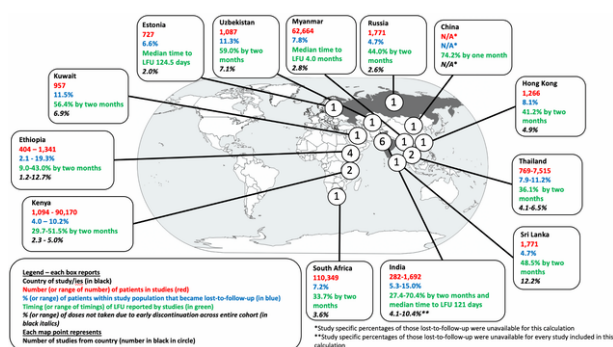 Estonia
727
6.6%
Median time to
LFU 124.5 days
2.0%
Uzbekistan
1,087
11.3%
59.0% by two
months
7.1%
Myanmar
62,664
7.8%
Median time to
LFU 4.0 months
2.8%
Russia
1,771
4.7%
44.0% by two
months
2.6%
China
N/A*
N/A*
74.2% by one month
N/A*
Kuwait
957
11.5%
56.4% by two months
6.9%
Hong Kong
1,266
8.1%
41.2% by two
months
4.9%
Ethiopia
404 – 1,341
2.1 - 19.3%
9.0-43.0% by two months
1.2-12.7%
Thailand
769-7,515
7.9-11.2%
36.1% by two
months
4.1-6.5%
Kenya
1,094 - 90,170
4.0 – 10.2%
29.7-51.5% by two months
2.3 - 5.0%
Sri Lanka
1,771
4.7%
48.5% by two
months
12.2%
South Africa
110,349
7.2%
33.7% by two
months
3.6%
India
282-1,692
5.3-15.0%
27.4-70.4% by two months and
median time to LFU 121 days
4.1-10.4%**
1
1
1
1
1
1
6
1
1
4
2
2
1
1
Legend – each box reports
Country of study/ies (in black)
Number (or range of number) of patients in studies (red)
% (or range) of patients within study population that became lost-to-follow-up (in blue)
Timing (or range of timings) of LFU reported by studies (in green)
% (or range) of doses not taken due to early discontinuation across entire cohort (in
black italics)
Each map point represents
Number of studies from country (number in black in circle)
*Study specific percentages of those lost-to-follow-up were unavailable for this calculation
**Study specific percentages of those lost-to-follow-up were unavailable for every study included in this
calculation